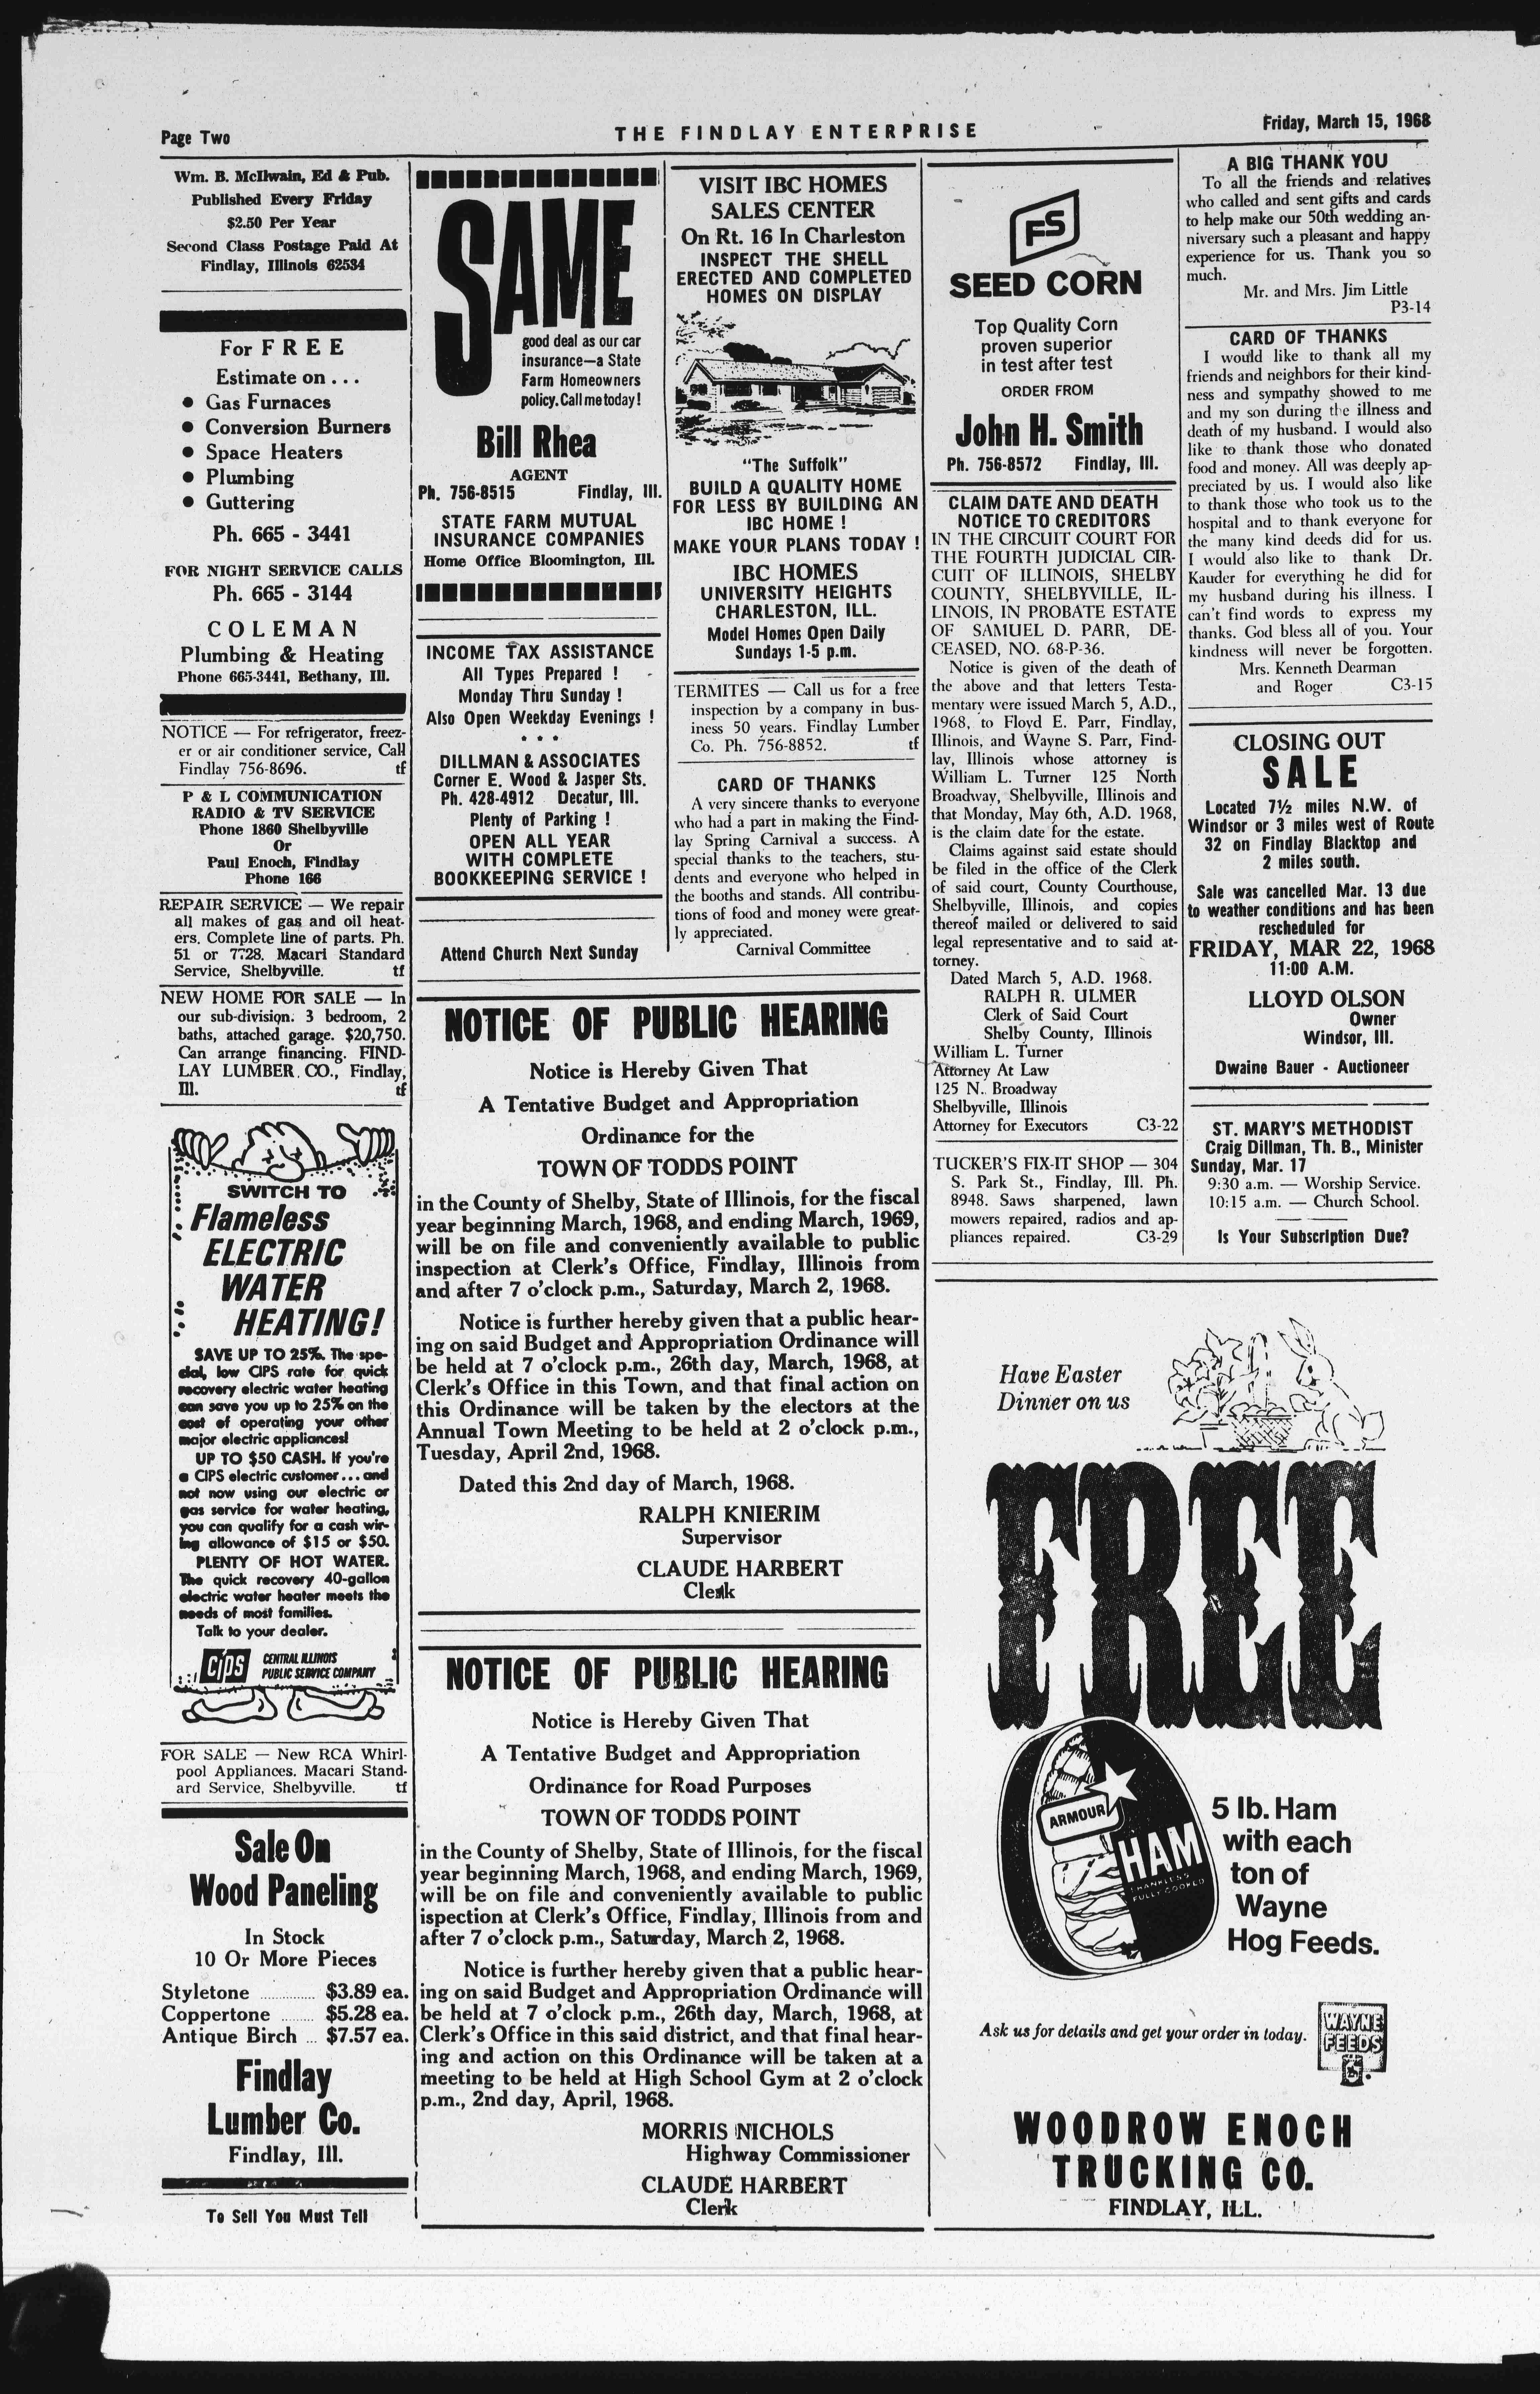 Page Two
THE FINDLAY ENTERPRISE
Friday, March 15, 1968
Wm. B. McIlwain, Ed & Pub.
Published Every Friday
$2.50 Per Year
Second Class Postage Paid At
Findlay, Illinois 62534
For FREE
Estimate on . . .
• Gas Furnaces
• Conversion Burners
• Space Heaters
• Plumbing
• Guttering
Ph. 665 - 3441
FOR NIGHT SERVICE CALLS
Ph. 665 - 3144
COLEMAN
Plumbing & Heating
Phone 665-3441, Bethany, Ill.
NOTICE — For refrigerator, freez-
er or air conditioner service, Call
Findlay 756-8696. tf
P & L COMMUNICATION
RADIO & TV SERVICE
Phone 1860 Shelbyville
Or
Paul Enoch, Findlay
Phone 166
REPAIR SERVICE — We repair
all makes of gas and oil heat-
ers. Complete line of parts. Ph.
51 or 7728. Macari Standard
Service, Shelbyville. tf
NEW HOME FOR SALE — In
our sub-division. 3 bedroom, 2
baths, attached garage. $20,750.
Can arrange financing. FIND-
LAY LUMBER CO., Findlay,
Ill. tf
SWITCH TO
Flameless
ELECTRIC
WATER
HEATING!
SAVE UP TO 25%. The spe-
cial, low CIPS rate for quick
recovery electric water heating
can save you up to 25% on the
cost of operating your other
major electric appliances!
UP TO $50 CASH. If you're
a CIPS electric customer . . . and
not now using our electric or
gas service for water heating,
you can qualify for a cash wir-
ing allowance of $15 or $50.
PLENTY OF HOT WATER.
The quick recovery 40-gallon
electric water heater meets the
needs of most families.
Talk to your dealer.
CIPS
CENTRAL ILLINOIS
PUBLIC SERVICE COMPANY
FOR SALE — New RCA Whirl-
pool Appliances. Macari Stand-
ard Service, Shelbyville. tf
Sale On
Wood Paneling
In Stock
10 Or More Pieces
Styletone .............. $3.89 ea.
Coppertone ......... $5.28 ea.
Antique Birch ... $7.57 ea.
Findlay
Lumber Co.
Findlay, Ill.
To Sell You Must Tell
SAME
good deal as our car
insurance—a State
Farm Homeowners
policy. Call me today!
Bill Rhea
AGENT
Ph. 756-8515 Findlay, Ill.
STATE FARM MUTUAL
INSURANCE COMPANIES
Home Office Bloomington, Ill.
INCOME TAX ASSISTANCE
All Types Prepared !
Monday Thru Sunday !
Also Open Weekday Evenings !
* * *
DILLMAN & ASSOCIATES
Corner E. Wood & Jasper Sts.
Ph. 428-4912 Decatur, Ill.
Plenty of Parking !
OPEN ALL YEAR
WITH COMPLETE
BOOKKEEPING SERVICE !
Attend Church Next Sunday
VISIT IBC HOMES
SALES CENTER
On Rt. 16 In Charleston
INSPECT THE SHELL
ERECTED AND COMPLETED
HOMES ON DISPLAY
"The Suffolk"
BUILD A QUALITY HOME
FOR LESS BY BUILDING AN
IBC HOME !
MAKE YOUR PLANS TODAY !
IBC HOMES
UNIVERSITY HEIGHTS
CHARLESTON, ILL.
Model Homes Open Daily
Sundays 1-5 p.m.
TERMITES — Call us for a free
inspection by a company in bus-
iness 50 years. Findlay Lumber
Co. Ph. 756-8852. tf
CARD OF THANKS
A very sincere thanks to everyone
who had a part in making the Find-
lay Spring Carnival a success. A
special thanks to the teachers, stu-
dents and everyone who helped in
the booths and stands. All contribu-
tions of food and money were great-
ly appreciated.
Carnival Committee
NOTICE OF PUBLIC HEARING
Notice is Hereby Given That
A Tentative Budget and Appropriation
Ordinance for the
TOWN OF TODDS POINT
in the County of Shelby, State of Illinois, for the fiscal
year beginning March, 1968, and ending March, 1969,
will be on file and conveniently available to public
inspection at Clerk's Office, Findlay, Illinois from
and after 7 o'clock p.m., Saturday, March 2, 1968.
Notice is further hereby given that a public hear-
ing on said Budget and Appropriation Ordinance will
be held at 7 o'clock p.m., 26th day, March, 1968, at
Clerk's Office in this Town, and that final action on
this Ordinance will be taken by the electors at the
Annual Town Meeting to be held at 2 o'clock p.m.,
Tuesday, April 2nd, 1968.
Dated this 2nd day of March, 1968.
RALPH KNIERIM
Supervisor
CLAUDE HARBERT
Clerk
NOTICE OF PUBLIC HEARING
Notice is Hereby Given That
A Tentative Budget and Appropriation
Ordinance for Road Purposes
TOWN OF TODDS POINT
in the County of Shelby, State of Illinois, for the fiscal
year beginning March, 1968, and ending March, 1969,
will be on file and conveniently available to public
ispection at Clerk's Office, Findlay, Illinois from and
after 7 o'clock p.m., Saturday, March 2, 1968.
Notice is further hereby given that a public hear-
ing on said Budget and Appropriation Ordinance will
be held at 7 o'clock p.m., 26th day, March, 1968, at
Clerk's Office in this said district, and that final hear-
ing and action on this Ordinance will be taken at a
meeting to be held at High School Gym at 2 o'clock
p.m., 2nd day, April, 1968.
MORRIS NICHOLS
Highway Commissioner
CLAUDE HARBERT
Clerk
FS
SEED CORN
Top Quality Corn
proven superior
in test after test
ORDER FROM
John H. Smith
Ph. 756-8572 Findlay, Ill.
CLAIM DATE AND DEATH
NOTICE TO CREDITORS
IN THE CIRCUIT COURT FOR
THE FOURTH JUDICIAL CIR-
CUIT OF ILLINOIS, SHELBY
COUNTY, SHELBYVILLE, IL-
LINOIS, IN PROBATE ESTATE
OF SAMUEL D. PARR, DE-
CEASED, NO. 68-P-36.
Notice is given of the death of
the above and that letters Testa-
mentary were issued March 5, A.D.,
1968, to Floyd E. Parr, Findlay,
Illinois, and Wayne S. Parr, Find-
lay, Illinois whose attorney is
William L. Turner 125 North
Broadway, Shelbyville, Illinois and
that Monday, May 6th, A.D. 1968,
is the claim date for the estate.
Claims against said estate should
be filed in the office of the Clerk
of said court, County Courthouse,
Shelbyville, Illinois, and copies
thereof mailed or delivered to said
legal representative and to said at-
torney.
Dated March 5, A.D. 1968.
RALPH R. ULMER
Clerk of Said Court
Shelby County, Illinois
William L. Turner
Attorney At Law
125 N. Broadway
Shelbyville, Illinois
Attorney for Executors C3-22
TUCKER'S FIX-IT SHOP — 304
S. Park St., Findlay, Ill. Ph.
8948. Saws sharpened, lawn
mowers repaired, radios and ap-
pliances repaired. C3-29
A BIG THANK YOU
To all the friends and relatives
who called and sent gifts and cards
to help make our 50th wedding an-
niversary such a pleasant and happy
experience for us. Thank you so
much.
Mr. and Mrs. Jim Little
P3-14
CARD OF THANKS
I would like to thank all my
friends and neighbors for their kind-
ness and sympathy showed to me
and my son during the illness and
death of my husband. I would also
like to thank those who donated
food and money. All was deeply ap-
preciated by us. I would also like
to thank those who took us to the
hospital and to thank everyone for
the many kind deeds did for us.
I would also like to thank Dr.
Kauder for everything he did for
my husband during his illness. I
can't find words to express my
thanks. God bless all of you. Your
kindness will never be forgotten.
Mrs. Kenneth Dearman
and Roger C3-15
CLOSING OUT
SALE
Located 7½ miles N.W. of
Windsor or 3 miles west of Route
32 on Findlay Blacktop and
2 miles south.
Sale was cancelled Mar. 13 due
to weather conditions and has been
rescheduled for
FRIDAY, MAR 22, 1968
11:00 A.M.
LLOYD OLSON
Owner
Windsor, Ill.
Dwaine Bauer - Auctioneer
ST. MARY'S METHODIST
Craig Dillman, Th. B., Minister
Sunday, Mar. 17
9:30 a.m. — Worship Service.
10:15 a.m. — Church School.
Is Your Subscription Due?
Have Easter
Dinner on us
FREE
ARMOUR
HAM
SHANKLESS
FULLY COOKED
5 lb. Ham
with each
ton of
Wayne
Hog Feeds.
Ask us for details and get your order in today.
WAYNE
FEEDS
WOODROW ENOCH
TRUCKING CO.
FINDLAY, ILL.